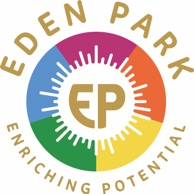 EDEN PARK
EP
ENRICHING POTENTIAL